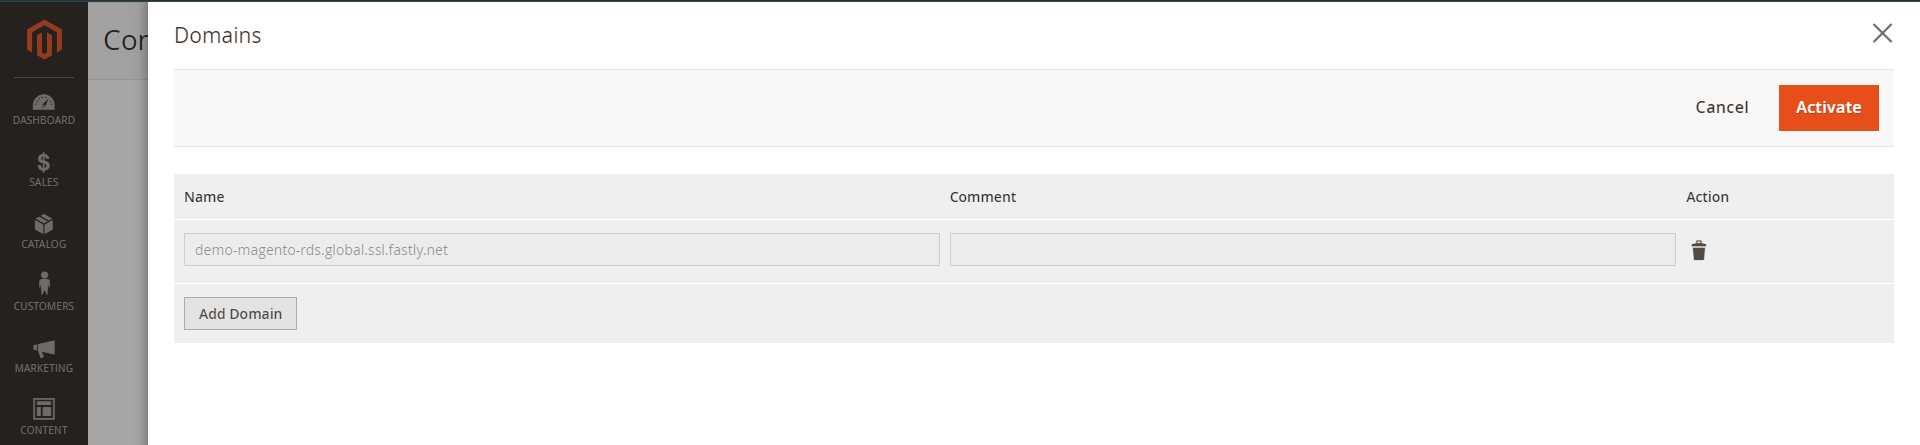 Domains
Cor
Cancel
Activate
DASHBOARD
SALES
CATALOG
CUSTOMERS
MARKETING
CONTENT
Name Comment Action
demo-magento-rds.global.ssl.fastly.net
Add Domain